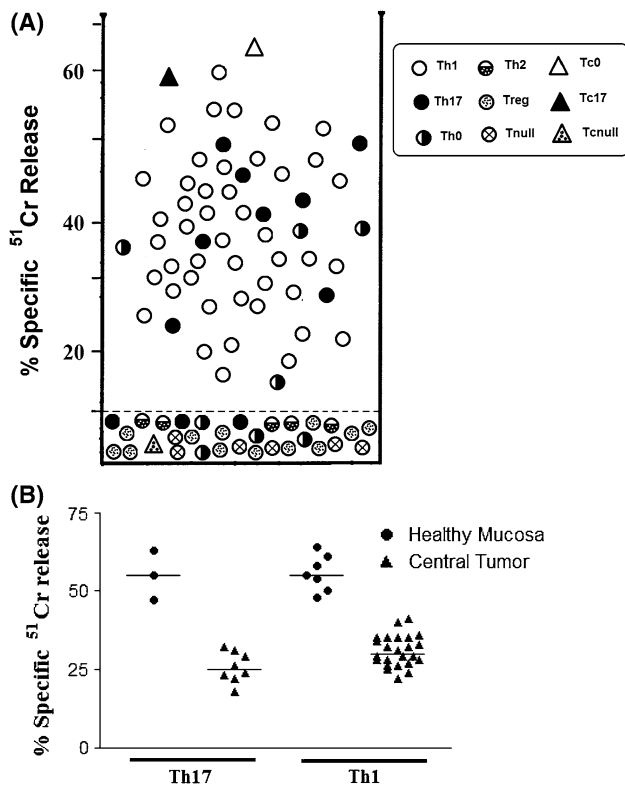 (A)
% Specific 51Cr Release
60
40
20
Th1 Th2 Tc0
Th17 Treg Tc17
Th0 Tnull Tcnull
(B)
% Specific 51Cr release
75
50
25
0
Healthy Mucosa
Central Tumor
Th17 Th1